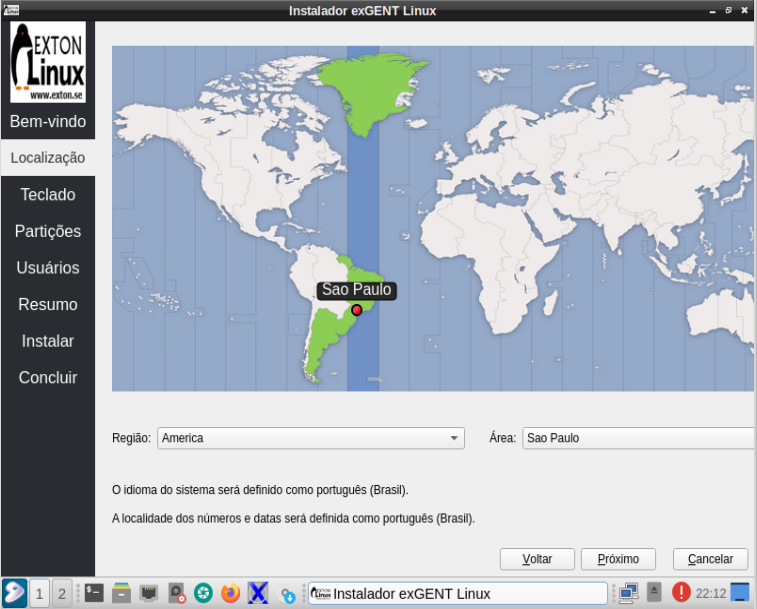 Instalador exGENT Linux
EXTON
Linux
www.exton.se
Bem-vindo
Localização
Teclado
Partições
Usuários
Resumo
Instalar
Concluir
Sao Paulo
Região: America
Área: Sao Paulo
O idioma do sistema será definido como português (Brasil).
A localidade dos números e datas será definida como português (Brasil).
Voltar Próximo Cancelar
1 2 Instalador exGENT Linux 22:12